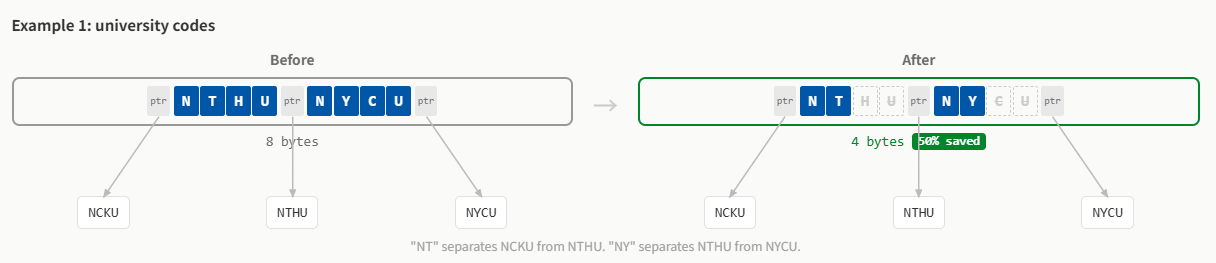 Example 1: university codes
Before
After
ptr N T H U ptr N Y C U ptr
→
ptr N T H U ptr N Y C U ptr
8 bytes
4 bytes 50% saved
NCKU NTHU NYCU
NCKU NTHU NYCU
"NT" separates NCKU from NTHU. "NY" separates NTHU from NYCU.